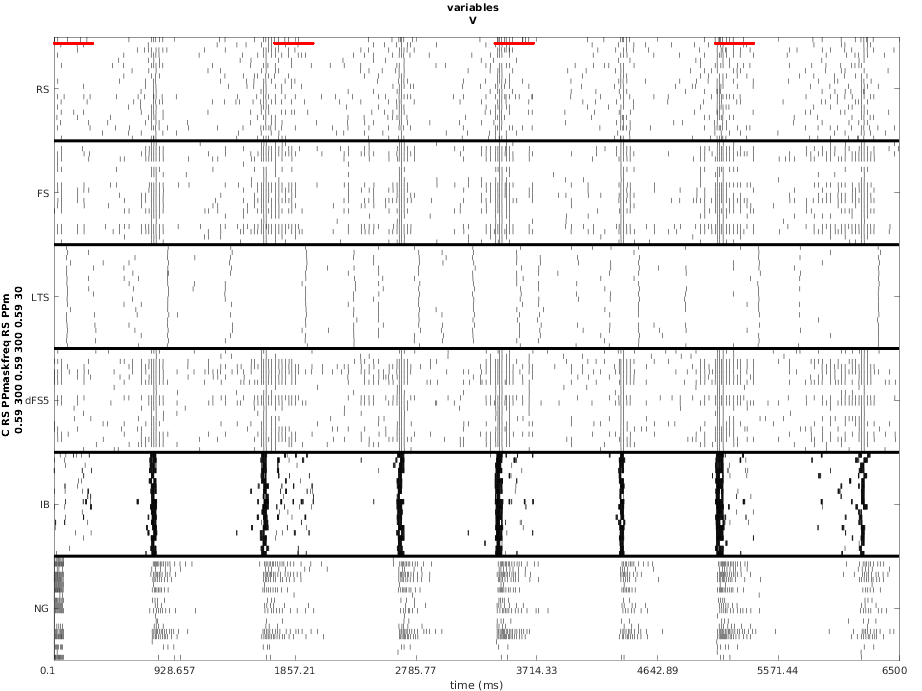 variables
V
RS
FS
LTS
dFS5
IB
NG
C RS PPmaskfreq RS PPm
0.59 300 0.59 300 0.59 30
0.1 928.657 1857.21 2785.77 3714.33 4642.89 5571.44 6500
time (ms)